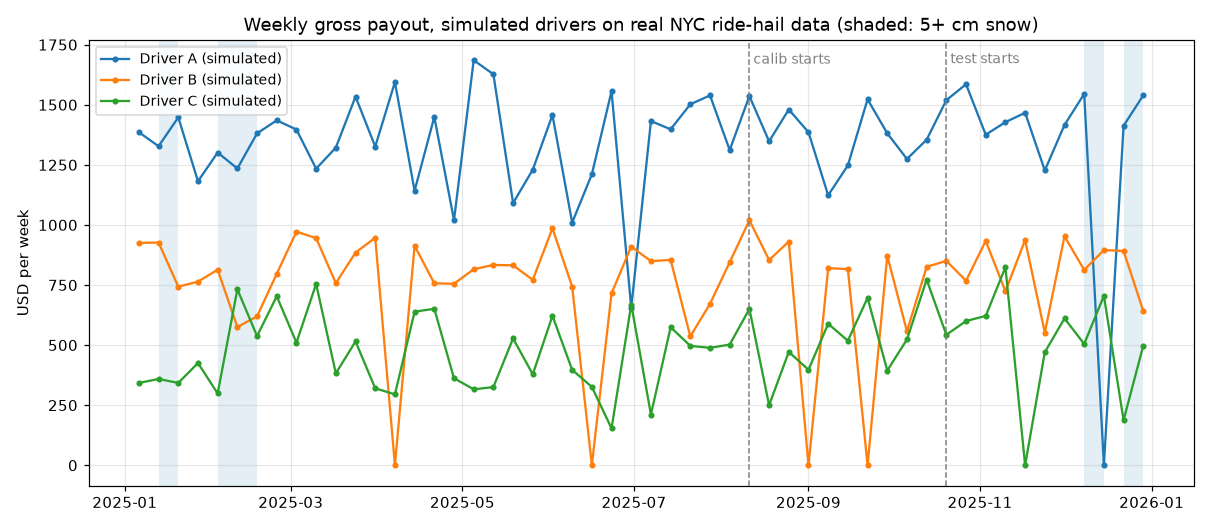 Weekly gross payout, simulated drivers on real NYC ride-hail data (shaded: 5+ cm snow)
USD per week
1750
1500
1250
1000
750
500
250
0
Driver A (simulated)
Driver B (simulated)
Driver C (simulated)
calib starts
test starts
2025-01
2025-03
2025-05
2025-07
2025-09
2025-11
2026-01